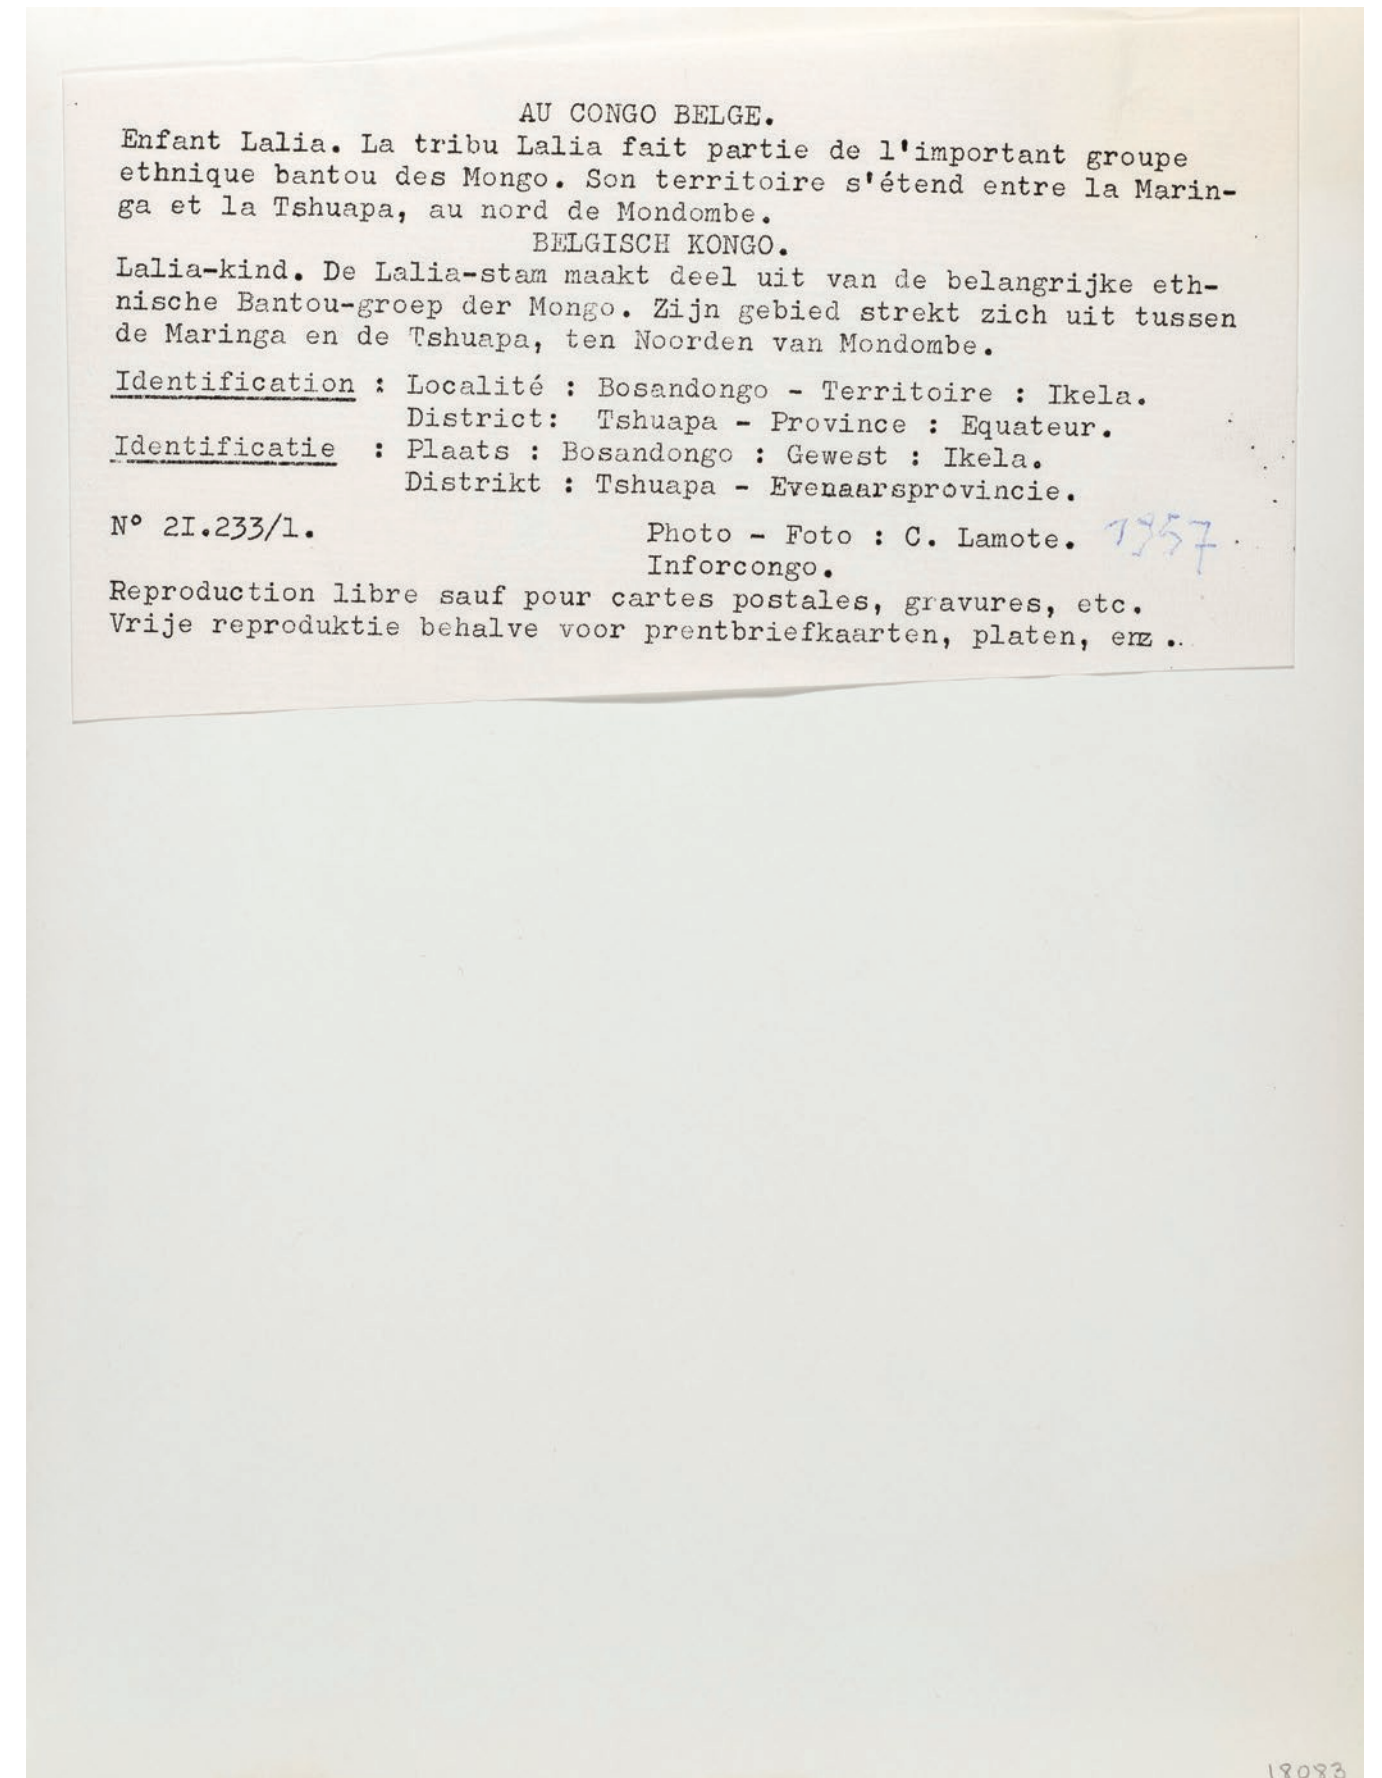 AU CONGO BELGE.
Enfant Lalia. La tribu Lalia fait partie de l'important groupe
ethnique bantou des Mongo. Son territoire s'étend entre la Marin-
ga et la Tshuapa, au nord de Mondombe.
BELGISCH KONGO.
Lalia-kind. De Lalia-stam maakt deel uit van de belangrijke eth-
nische Bantou-groep der Mongo. Zijn gebied strekt zich uit tussen
de Maringa en de Tshuapa, ten Noorden van Mondombe.
Identification : Localité : Bosandongo - Territoire : Ikela.
District: Tshuapa - Province : Equateur.
Identificatie : Plaats : Bosandongo : Gewest : Ikela.
Distrikt : Tshuapa - Evenaarsprovincie.
N° 2I.233/1. Photo - Foto : C. Lamote. 1957
Inforcongo.
Reproduction libre sauf pour cartes postales, gravures, etc.
Vrije reproduktie behalve voor prentbriefkaarten, platen, enz ..
18083